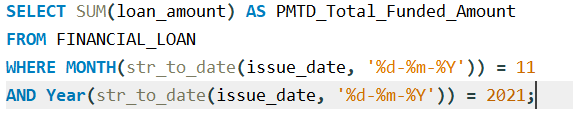 SELECT SUM(loan_amount) AS PMTD_Total_Funded_Amount
FROM FINANCIAL_LOAN
WHERE MONTH(str_to_date(issue_date, '%d-%m-%Y')) = 11
AND Year(str_to_date(issue_date, '%d-%m-%Y')) = 2021;